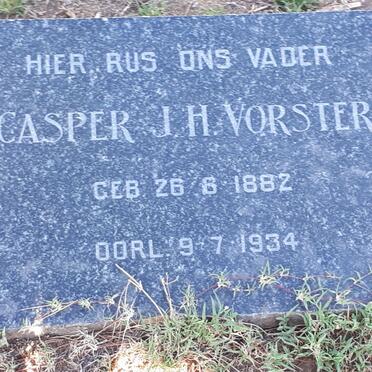 HIER RUS ONS VADER
CASPER J.H. VORSTER
GEB 26 6 1882
OORL 9-7-1934